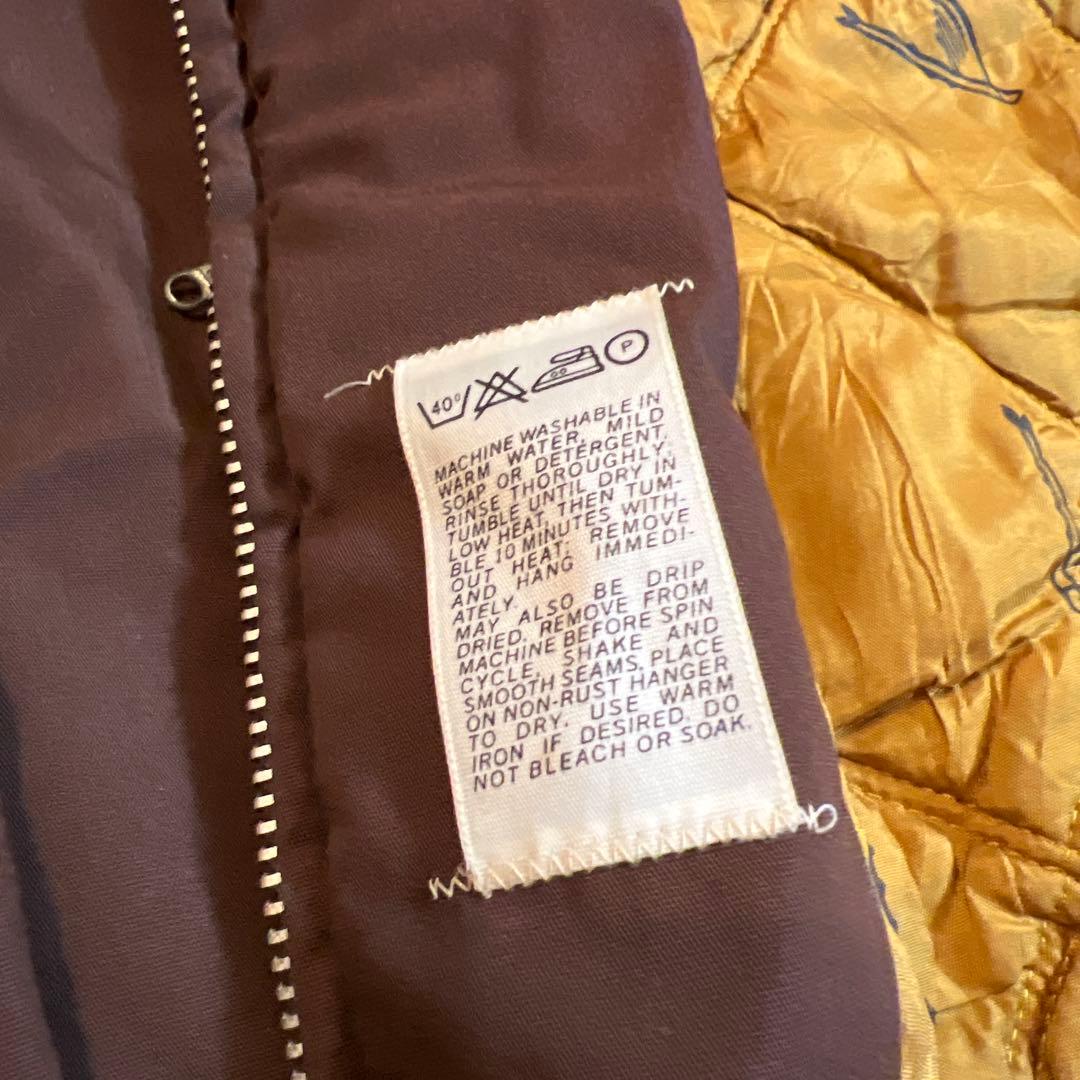 40° P
MACHINE WASHABLE IN
WARM WATER, MILD
SOAP OR DETERGENT,
RINSE THOROUGHLY.
TUMBLE UNTIL DRY IN
LOW HEAT, THEN TUM-
BLE 10 MINUTES WITH-
OUT HEAT; REMOVE
AND HANG IMMEDI-
ATELY.
MAY ALSO BE DRIP
DRIED. REMOVE FROM
MACHINE BEFORE SPIN
CYCLE, SHAKE AND
SMOOTH SEAMS, PLACE
ON NON-RUST HANGER
TO DRY. USE WARM
IRON IF DESIRED. DO
NOT BLEACH OR SOAK.